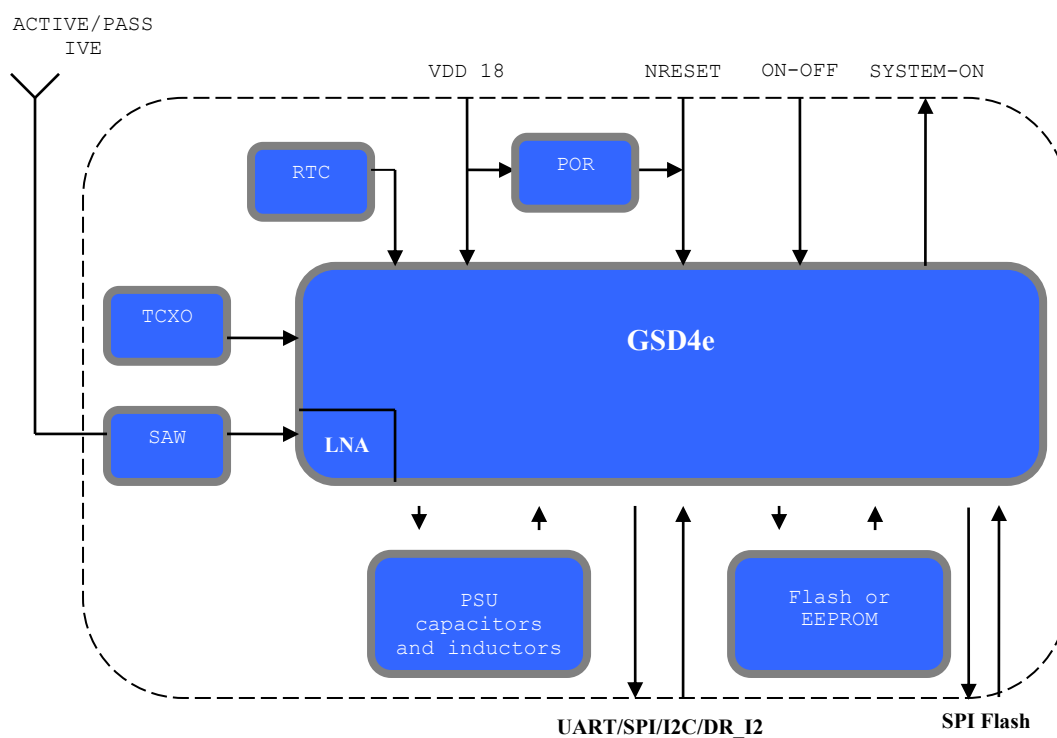 ACTIVE/PASS
IVE
VDD 18
NRESET
ON-OFF
SYSTEM-ON
RTC
POR
TCXO
GSD4e
SAW
LNA
PSU
capacitors
and inductors
Flash or
EEPROM
UART/SPI/I2C/DR_I2
SPI Flash